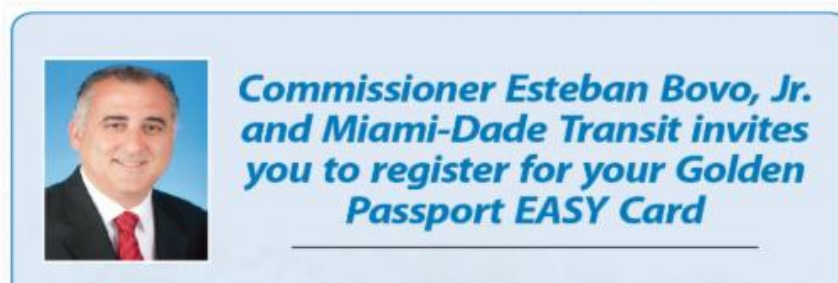 Commissioner Esteban Bovo, Jr.
and Miami-Dade Transit invites
you to register for your Golden
Passport EASY Card